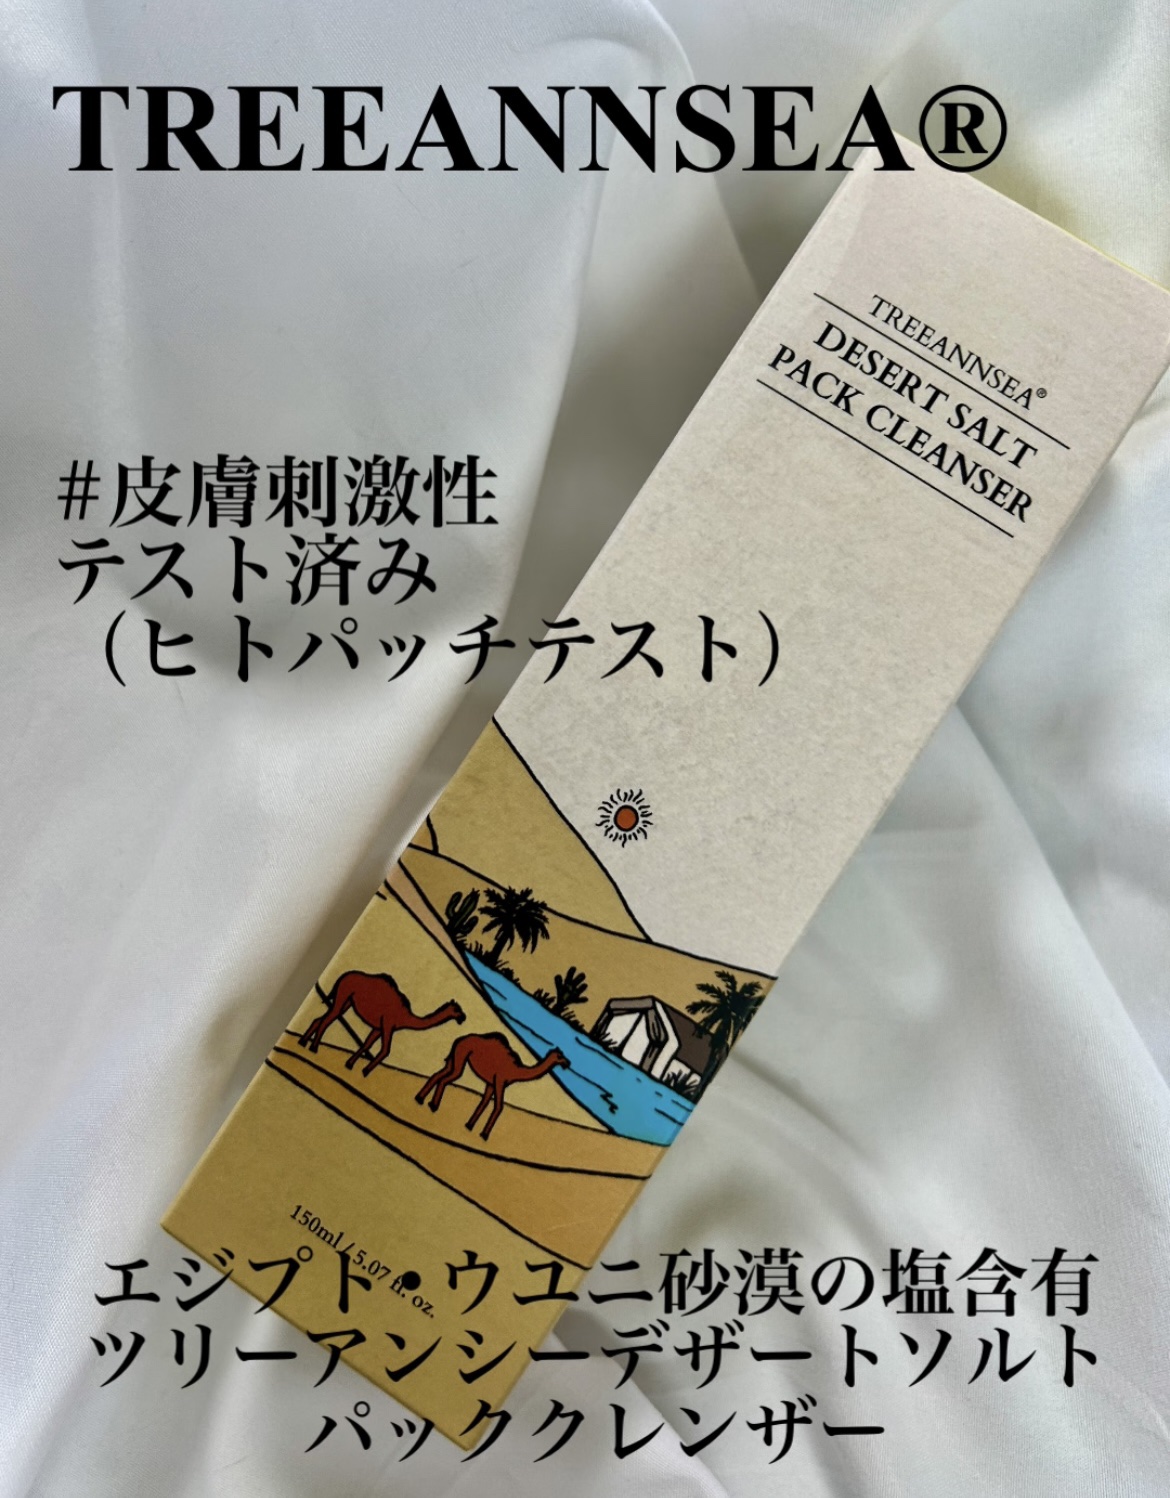 TREEANNSEA®
TREEANNSEA®
DESERT SALT
PACK CLEANSER
#皮膚刺激性
テスト済み
（ヒトパッチテスト）
150ml / 5.07 fl. oz.
エジプト・ウユニ砂漠の塩含有
ツリーアンシーデザートソルト
パッククレンザー